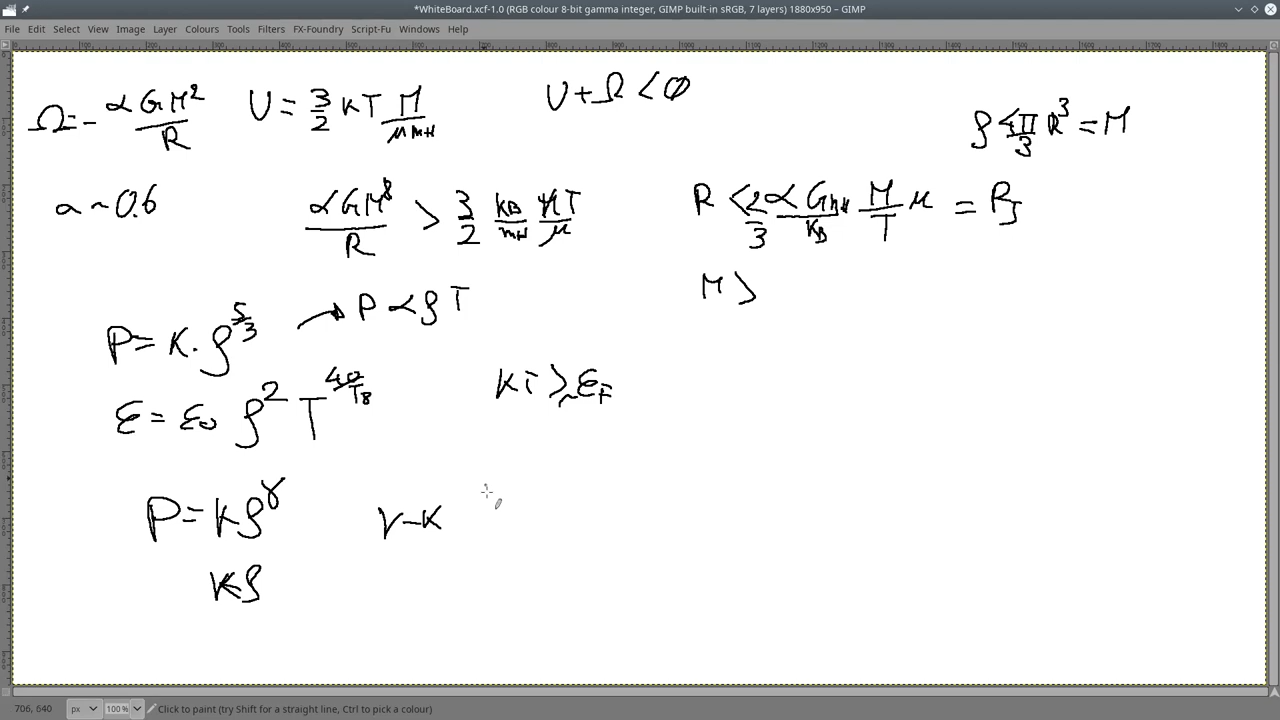 *WhiteBoard.xcf-1.0 (RGB colour 8-bit gamma integer, GIMP built-in sRGB, 7 layers) 1880x950 – GIMP
File Edit Select View Image Layer Colours Tools Filters FX-Foundry Script-Fu Windows Help
Ω = - αGM²/R U = 3/2 kT M/μmH U + Ω < 0
ρ 4π/3 R³ = M
α ~ 0.6 αGM²/R > 3/2 kB/mH MT/μ R < 2/3 αGmH/kB M/T μ = RJ
M >
P = K · ρ^5/3 → P ∝ ρT
ε = ε0 ρ² T^40/T8 kT ≥ εF
P = Kρ^γ γ - K
Kρ
706, 640 px 100% Click to paint (try Shift for a straight line, Ctrl to pick a colour)